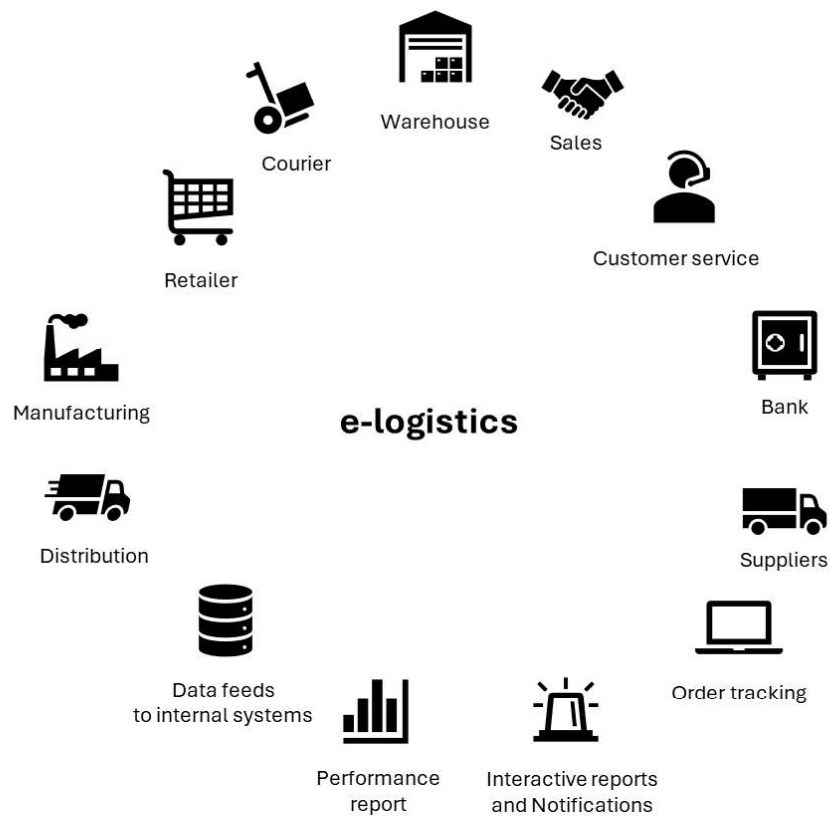 Warehouse
Sales
Courier
Customer service
Retailer
Bank
Manufacturing
e-logistics
Distribution
Suppliers
Data feeds
to internal systems
Order tracking
Performance
report
Interactive reports
and Notifications